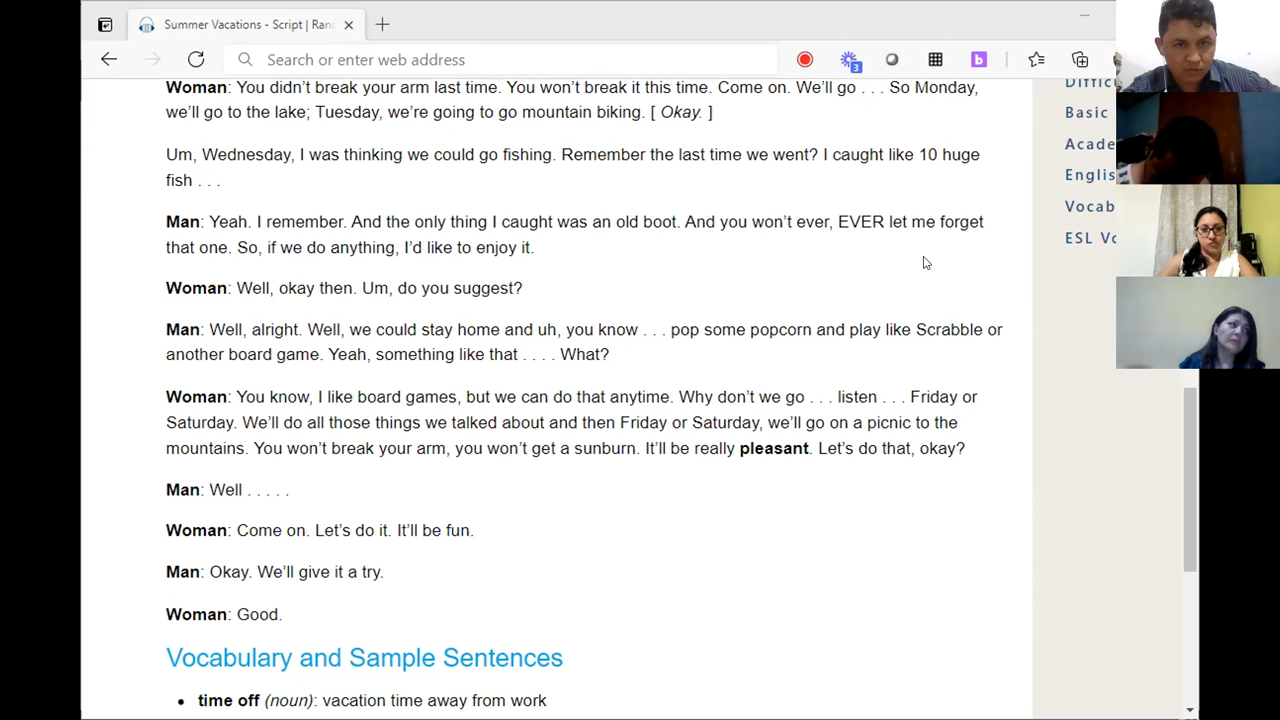 Summer Vacations - Script | Ran
Search or enter web address
3
b
Woman: You didn't break your arm last time. You won't break it this time. Come on. We'll go . . . So Monday,
we'll go to the lake; Tuesday, we're going to go mountain biking. [ Okay. ]
Um, Wednesday, I was thinking we could go fishing. Remember the last time we went? I caught like 10 huge
fish . . .
Man: Yeah. I remember. And the only thing I caught was an old boot. And you won't ever, EVER let me forget
that one. So, if we do anything, I'd like to enjoy it.
Woman: Well, okay then. Um, do you suggest?
Man: Well, alright. Well, we could stay home and uh, you know . . . pop some popcorn and play like Scrabble or
another board game. Yeah, something like that . . . . What?
Woman: You know, I like board games, but we can do that anytime. Why don't we go . . . listen . . . Friday or
Saturday. We'll do all those things we talked about and then Friday or Saturday, we'll go on a picnic to the
mountains. You won't break your arm, you won't get a sunburn. It'll be really pleasant. Let's do that, okay?
Man: Well . . . . .
Woman: Come on. Let's do it. It'll be fun.
Man: Okay. We'll give it a try.
Woman: Good.
Vocabulary and Sample Sentences
• time off (noun): vacation time away from work
Diffic
Basic
Acade
Englis
Vocab
ESL Vo